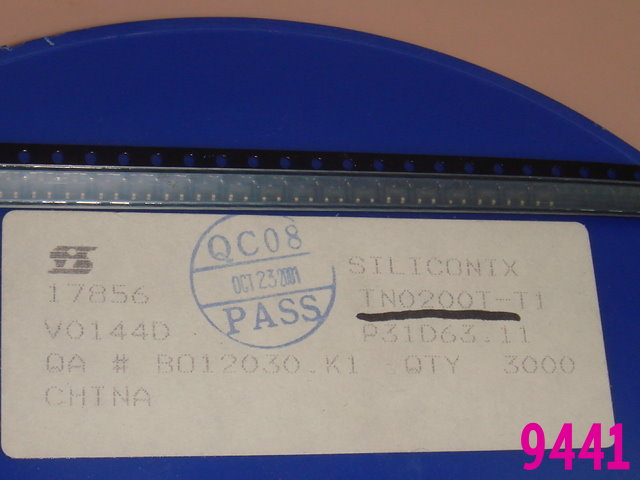 QC08
OCT 23 2001
PASS
SILICONIX
17856
TN0200T-T1
V0144D
P31D63.11
QA # B012030.K1 QTY 3000
CHINA
9441